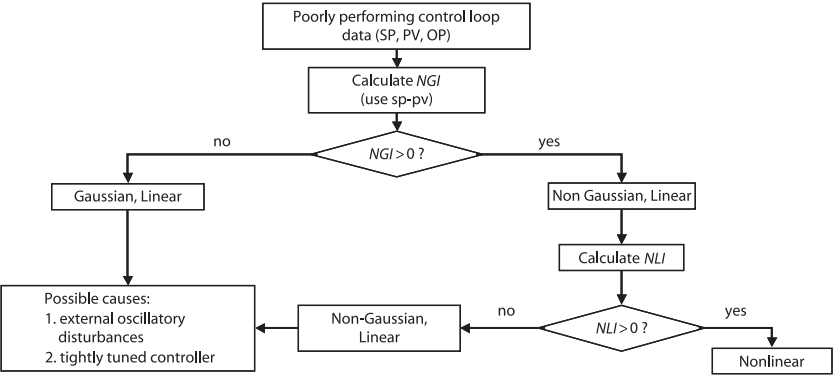 Poorly performing control loop
data (SP, PV, OP)
Calculate NGI
(use sp-pv)
no
NGI > 0 ?
yes
Gaussian, Linear
Non Gaussian, Linear
Calculate NLI
Possible causes:
1. external oscillatory
disturbances
2. tightly tuned controller
Non-Gaussian,
Linear
no
NLI > 0 ?
yes
Nonlinear